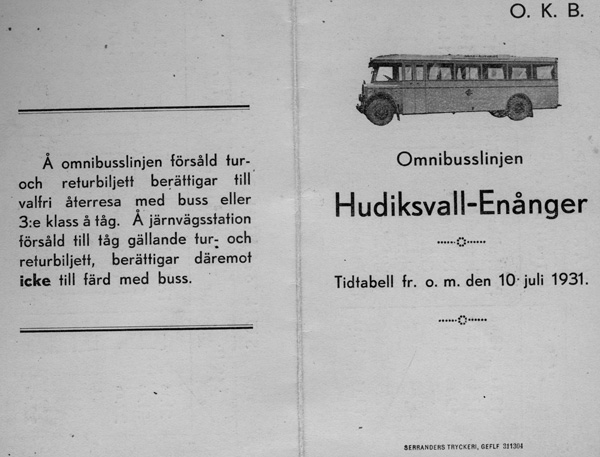 Å omnibusslinjen försåld tur-
och returbiljett berättigar till
valfri återresa med buss eller
3:e klass å tåg. Å järnvägsstation
försåld till tåg gällande tur- och
returbiljett, berättigar däremot
icke till färd med buss.
O. K. B.
Omnibusslinjen
Hudiksvall-Enånger
Tidtabell fr. o. m. den 10 juli 1931.
SERRANDERS TRYCKERI, GEFLE 311304